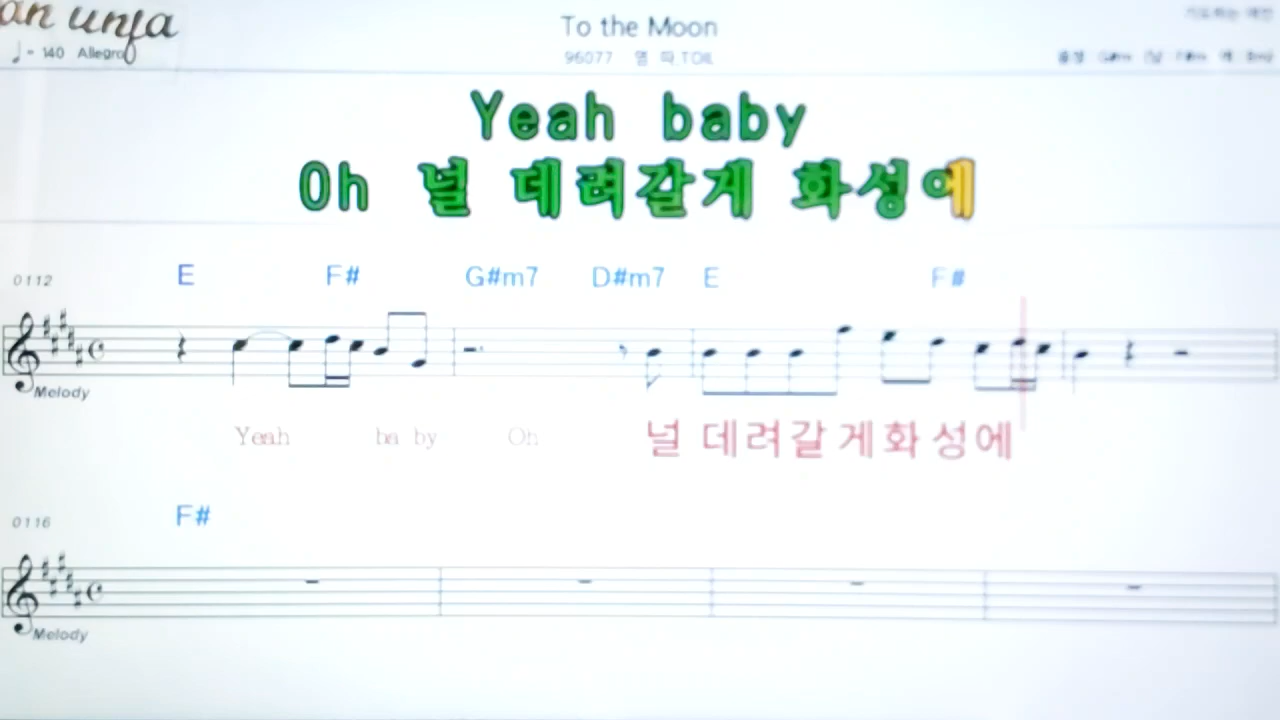 To the Moon
♩= 140 Allegro
96077
Yeah baby
Oh 널 데려갈게 화성에
0112
E F# G#m7 D#m7 E F#
Melody
Yeah ba by Oh 널 데려갈게화성에
0116
F#
Melody